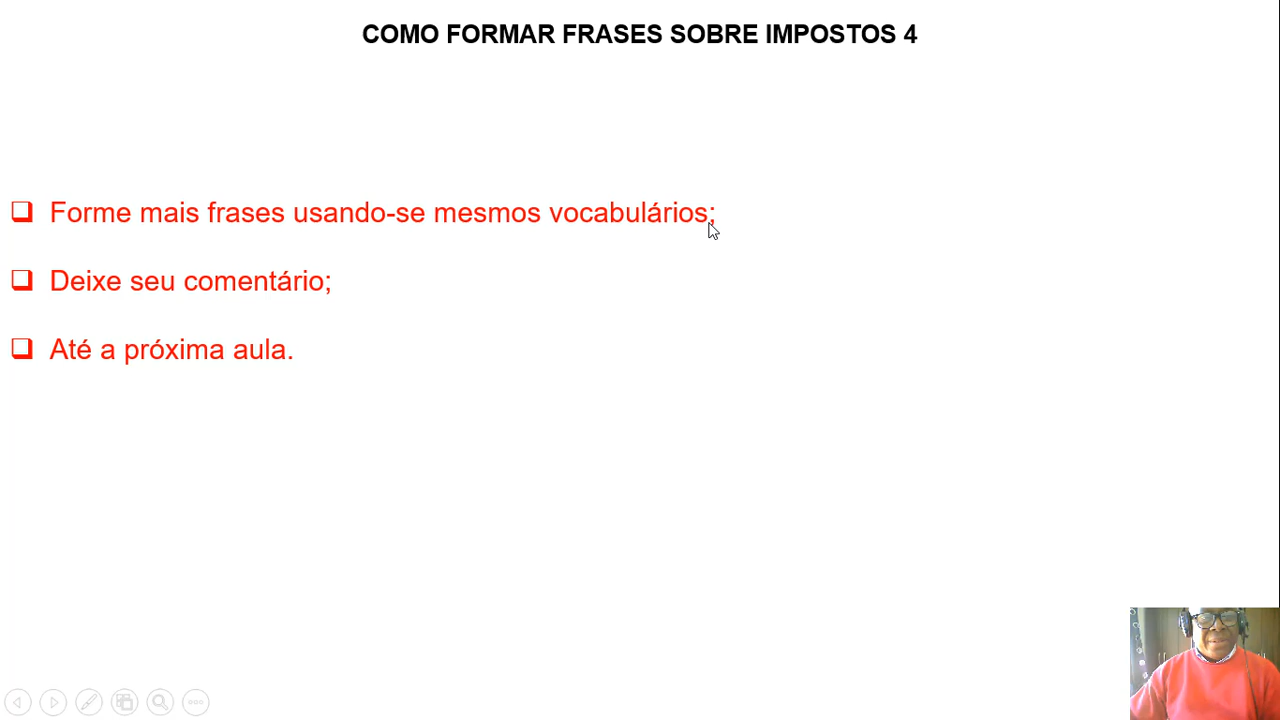 COMO FORMAR FRASES SOBRE IMPOSTOS 4
Forme mais frases usando-se mesmos vocabulários;
Deixe seu comentário;
Até a próxima aula.